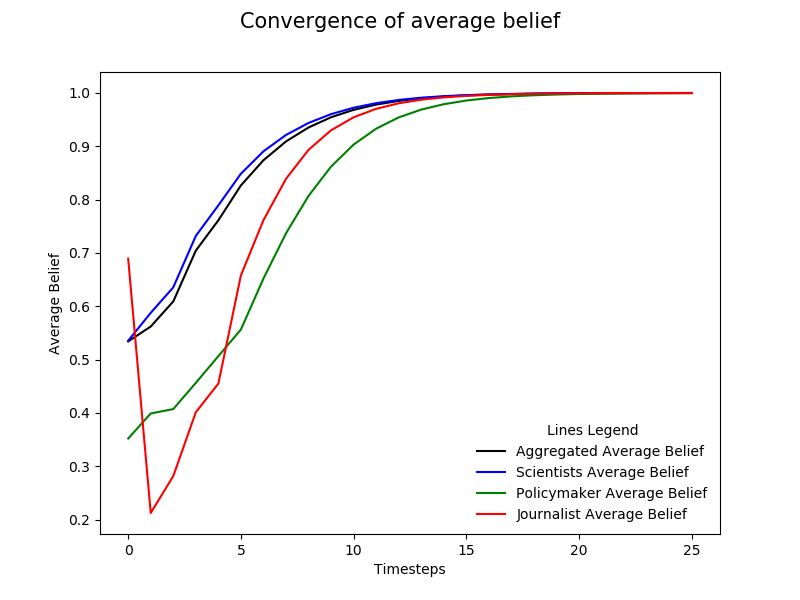 Convergence of average belief
1.0
0.9
0.8
0.7
0.6
0.5
0.4
0.3
0.2
Average Belief
Lines Legend
Aggregated Average Belief
Scientists Average Belief
Policymaker Average Belief
Journalist Average Belief
0 5 10 15 20 25
Timesteps